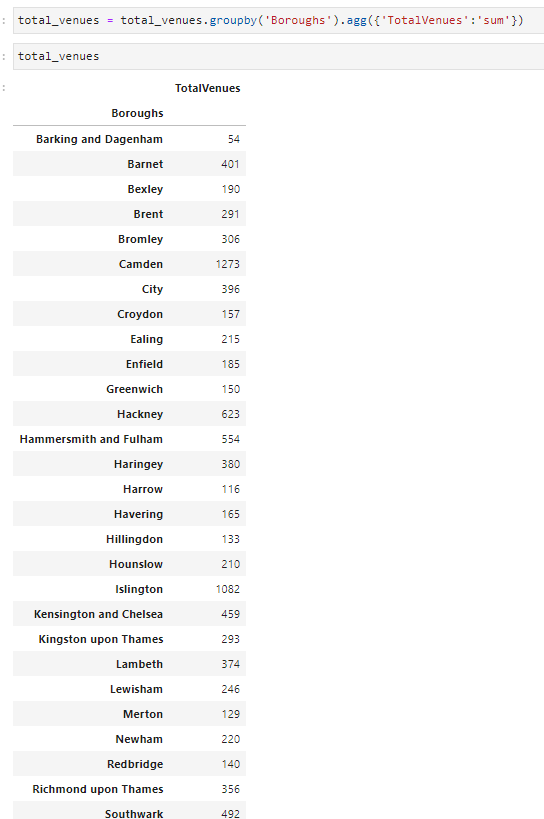 total_venues = total_venues.groupby('Boroughs').agg({'TotalVenues':'sum'})
total_venues
TotalVenues
Boroughs
Barking and Dagenham 54
Barnet 401
Bexley 190
Brent 291
Bromley 306
Camden 1273
City 396
Croydon 157
Ealing 215
Enfield 185
Greenwich 150
Hackney 623
Hammersmith and Fulham 554
Haringey 380
Harrow 116
Havering 165
Hillingdon 133
Hounslow 210
Islington 1082
Kensington and Chelsea 459
Kingston upon Thames 293
Lambeth 374
Lewisham 246
Merton 129
Newham 220
Redbridge 140
Richmond upon Thames 356
Southwark 492